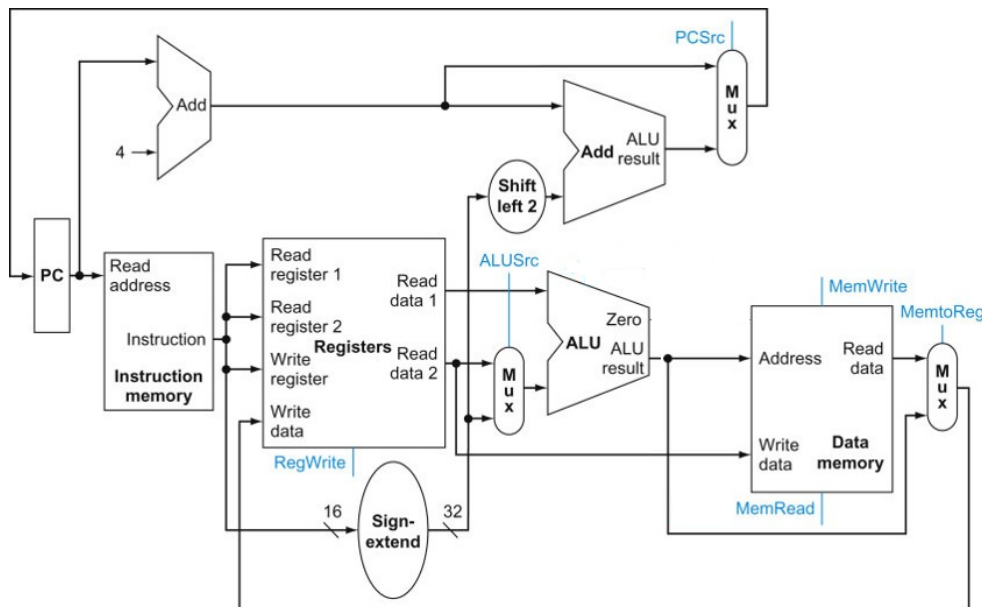 PCSrc
M
u
x
Add
4
Add
ALU
result
Shift
left 2
PC
Read
address
Instruction
Instruction
memory
Read
register 1
Read
register 2
Write
register
Write
data
Registers
Read
data 1
Read
data 2
RegWrite
ALUSrc
M
u
x
Zero
ALU
ALU
result
MemWrite
Address
Read
data
Write
data
Data
memory
MemRead
MemtoReg
M
u
x
16
Sign-
extend
32